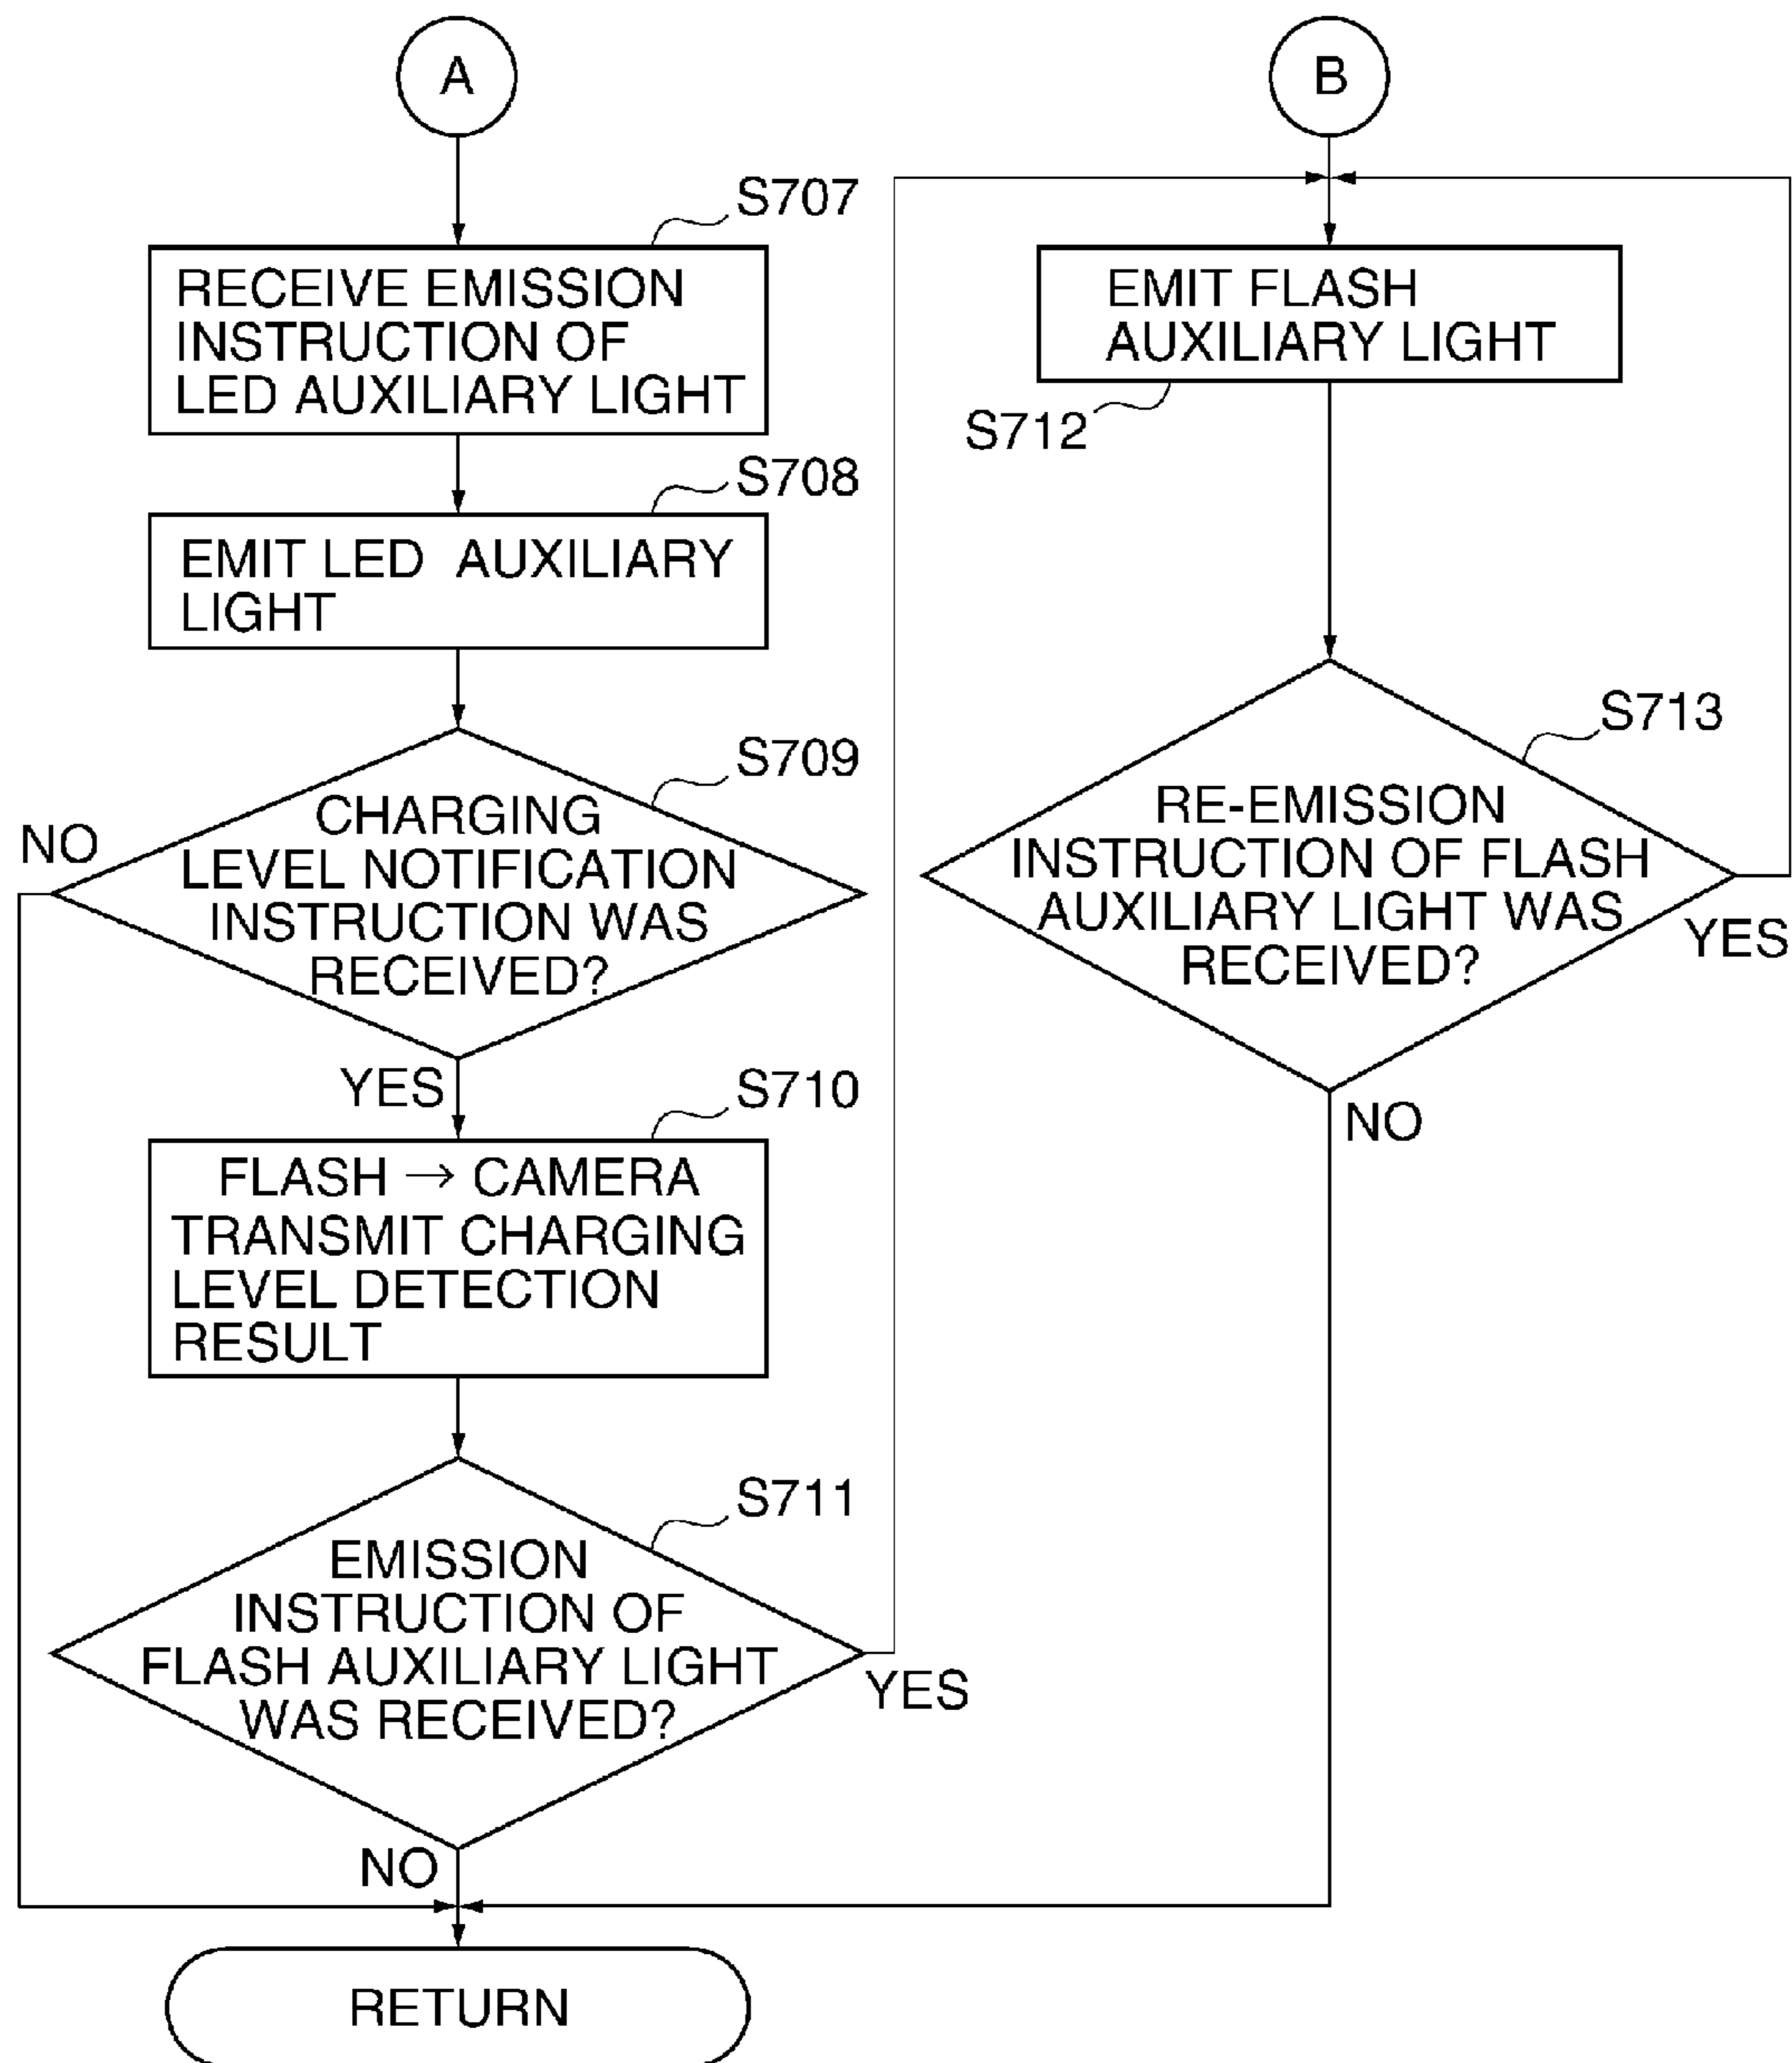 A
S707
RECEIVE EMISSION
INSTRUCTION OF
LED AUXILIARY LIGHT
S708
EMIT LED AUXILIARY
LIGHT
S709
CHARGING
LEVEL NOTIFICATION
INSTRUCTION WAS
RECEIVED?
NO
YES
S710
FLASH → CAMERA
TRANSMIT CHARGING
LEVEL DETECTION
RESULT
S711
EMISSION
INSTRUCTION OF
FLASH AUXILIARY LIGHT
WAS RECEIVED?
YES
NO
RETURN
B
EMIT FLASH
AUXILIARY LIGHT
S712
S713
RE-EMISSION
INSTRUCTION OF FLASH
AUXILIARY LIGHT WAS
RECEIVED?
YES
NO